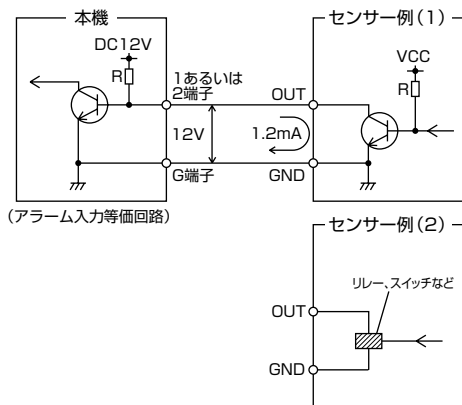 本機
DC12V
R
1あるいは
2端子
12V
G端子
(アラーム入力等価回路)
センサー例(1)
VCC
R
OUT
1.2mA
GND
センサー例(2)
リレー、スイッチなど
OUT
GND